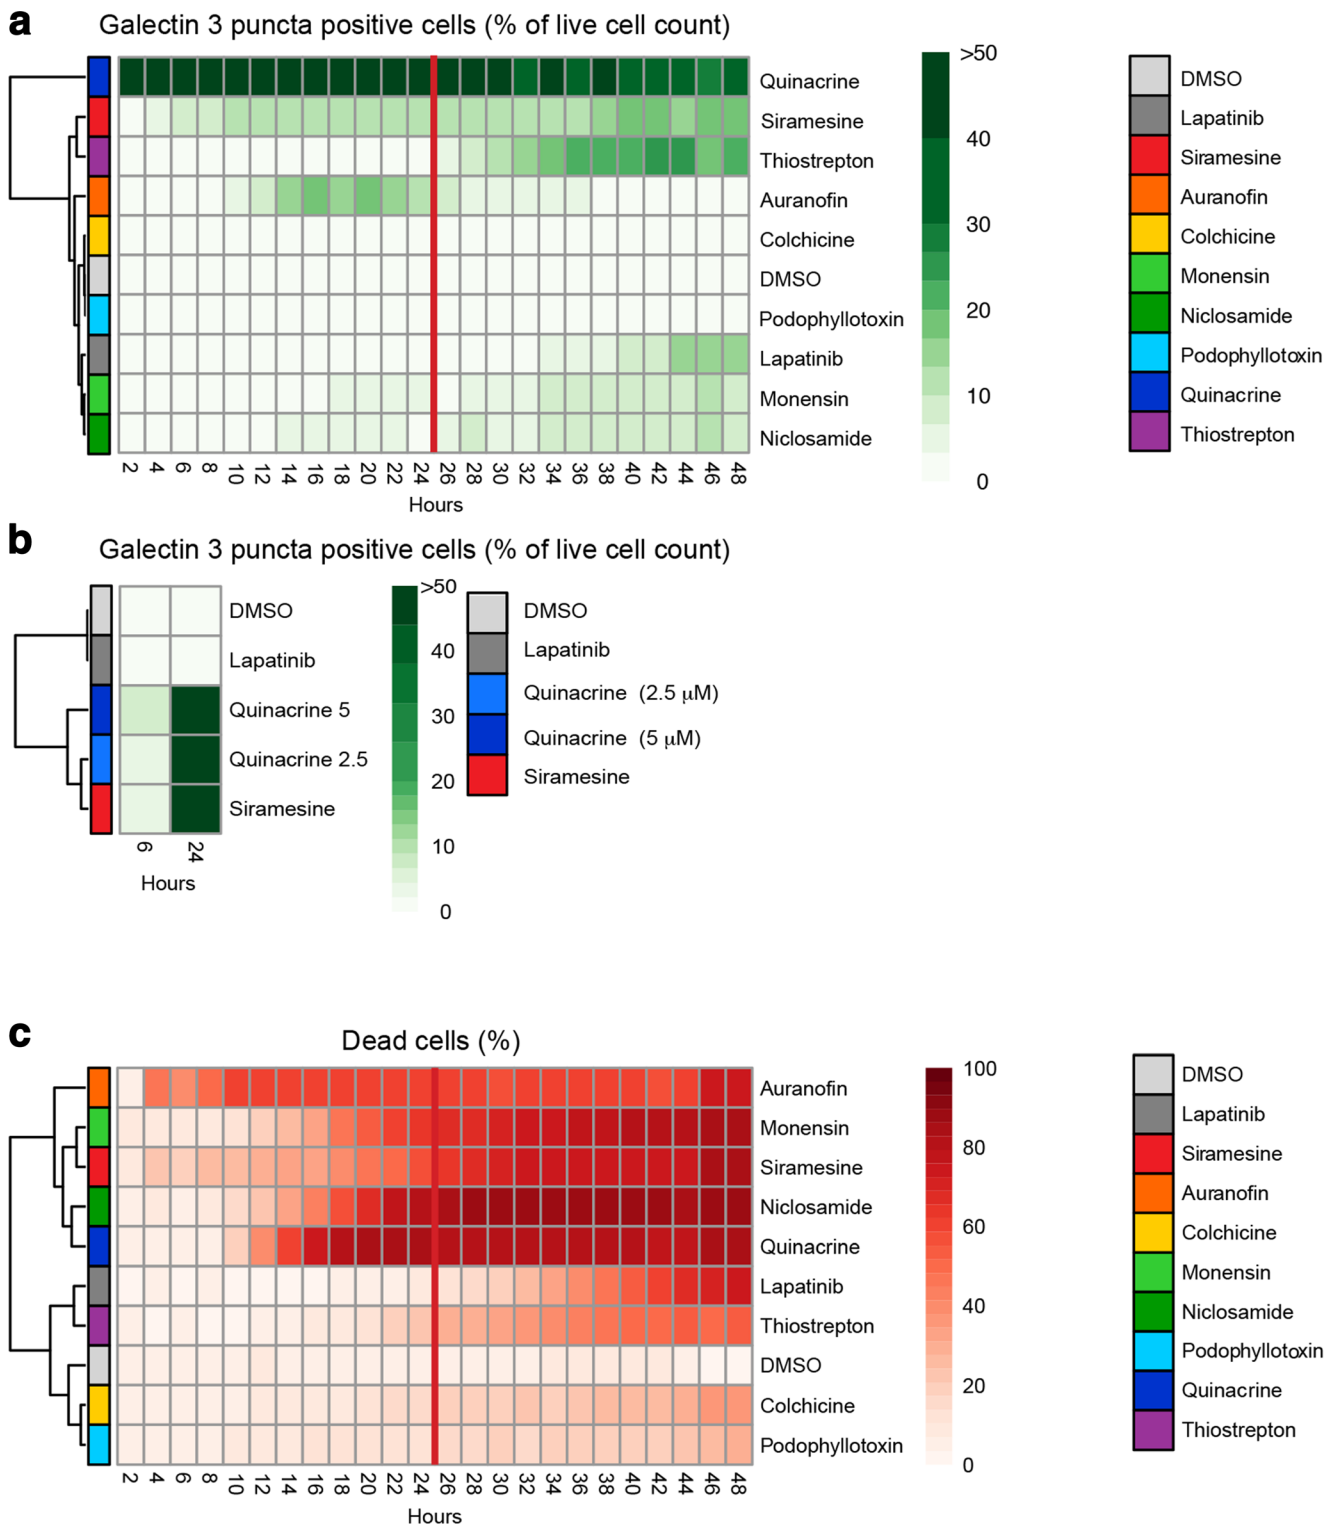 a
Galectin 3 puncta positive cells (% of live cell count)
Quinacrine
Siramesine
Thiostrepton
Auranofin
Colchicine
DMSO
Podophyllotoxin
Lapatinib
Monensin
Niclosamide
2 4 6 8 10 12 14 16 18 20 22 24 26 28 30 32 34 36 38 40 42 44 46 48
Hours
>50
40
30
20
10
0
DMSO
Lapatinib
Siramesine
Auranofin
Colchicine
Monensin
Niclosamide
Podophyllotoxin
Quinacrine
Thiostrepton
b
Galectin 3 puncta positive cells (% of live cell count)
DMSO
Lapatinib
Quinacrine 5
Quinacrine 2.5
Siramesine
6 24
Hours
>50
40
30
20
10
0
DMSO
Lapatinib
Quinacrine (2.5 µM)
Quinacrine (5 µM)
Siramesine
c
Dead cells (%)
Auranofin
Monensin
Siramesine
Niclosamide
Quinacrine
Lapatinib
Thiostrepton
DMSO
Colchicine
Podophyllotoxin
2 4 6 8 10 12 14 16 18 20 22 24 26 28 30 32 34 36 38 40 42 44 46 48
Hours
100
80
60
40
20
0
DMSO
Lapatinib
Siramesine
Auranofin
Colchicine
Monensin
Niclosamide
Podophyllotoxin
Quinacrine
Thiostrepton